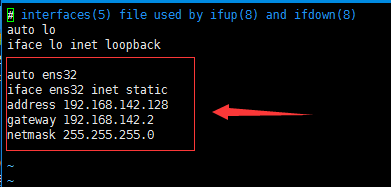 # interfaces(5) file used by ifup(8) and ifdown(8)
auto lo
iface lo inet loopback
auto ens32
iface ens32 inet static
address 192.168.142.128
gateway 192.168.142.2
netmask 255.255.255.0
~
~